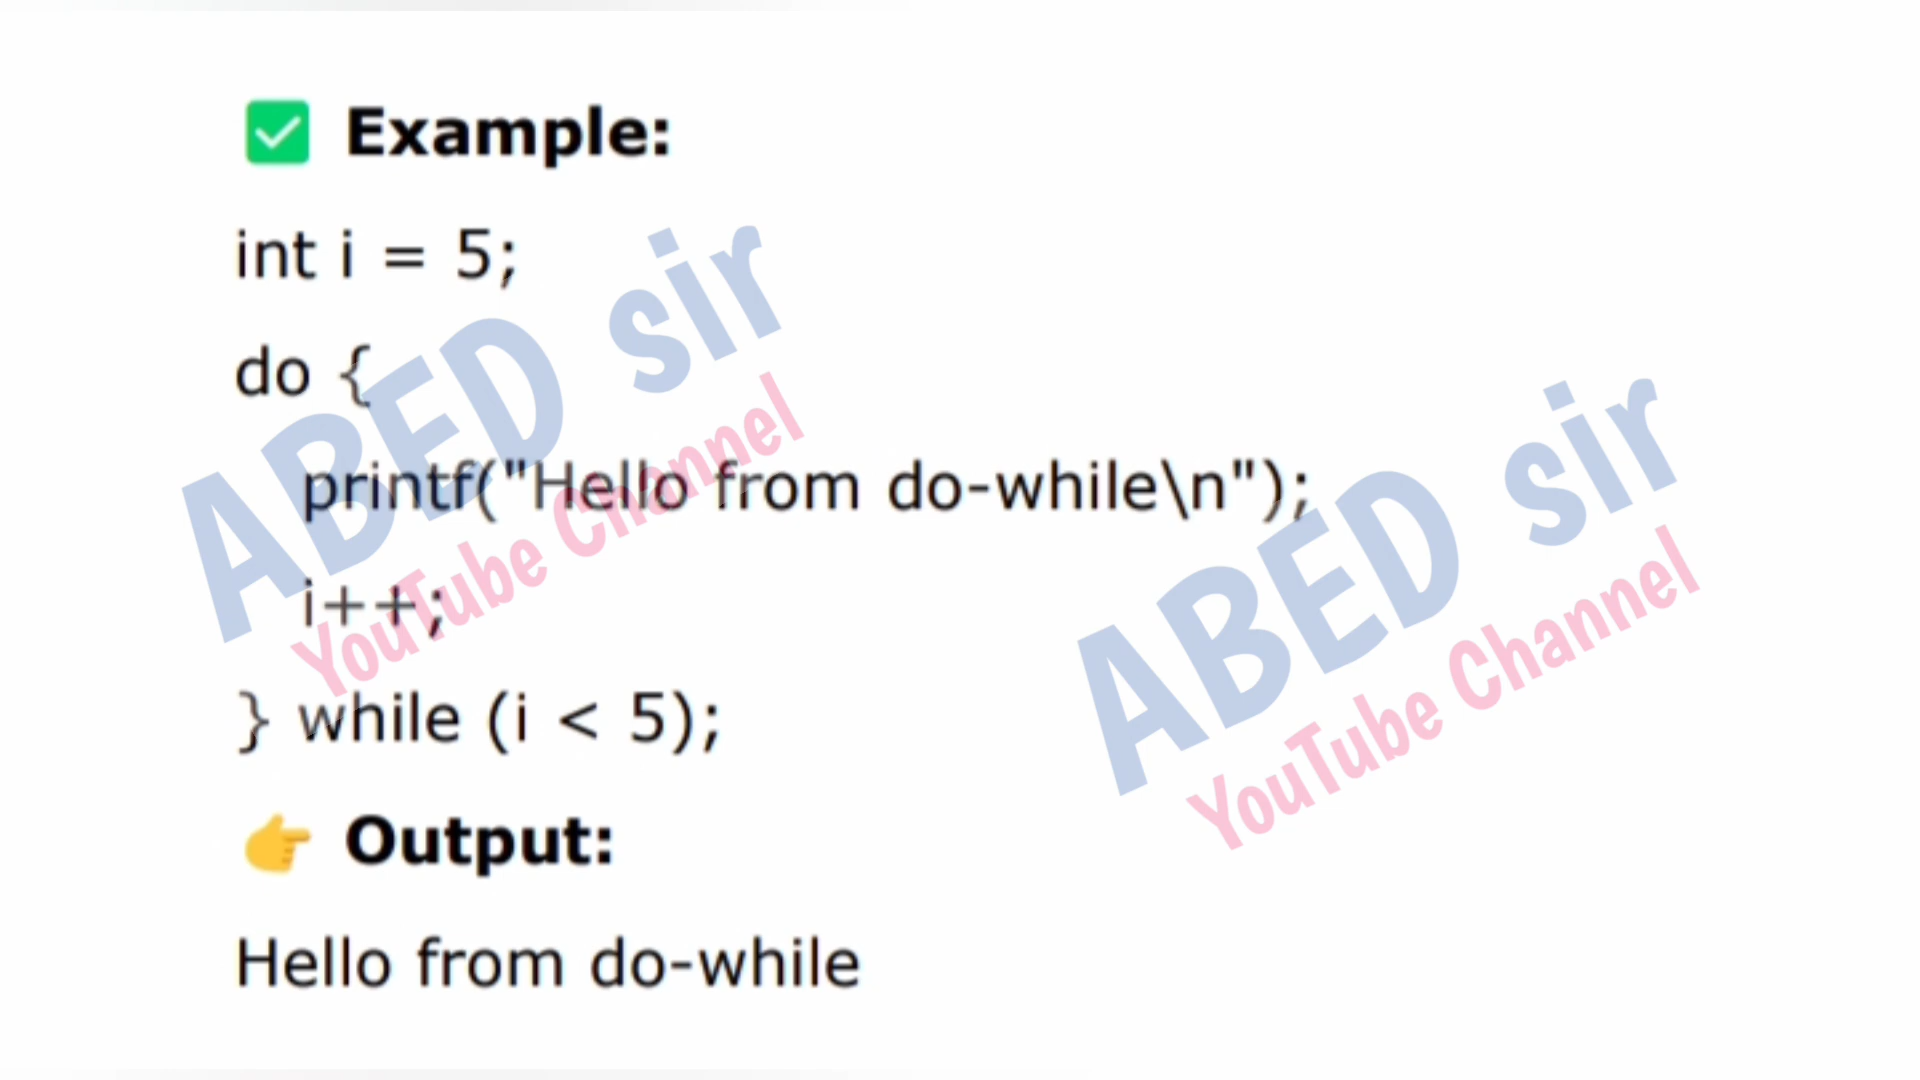 ✅ Example:
int i = 5;
do {
printf("Hello from do-while\n");
i++;
} while (i < 5);
👉 Output:
Hello from do-while
ABED sir
YouTube Channel
ABED sir
YouTube Channel